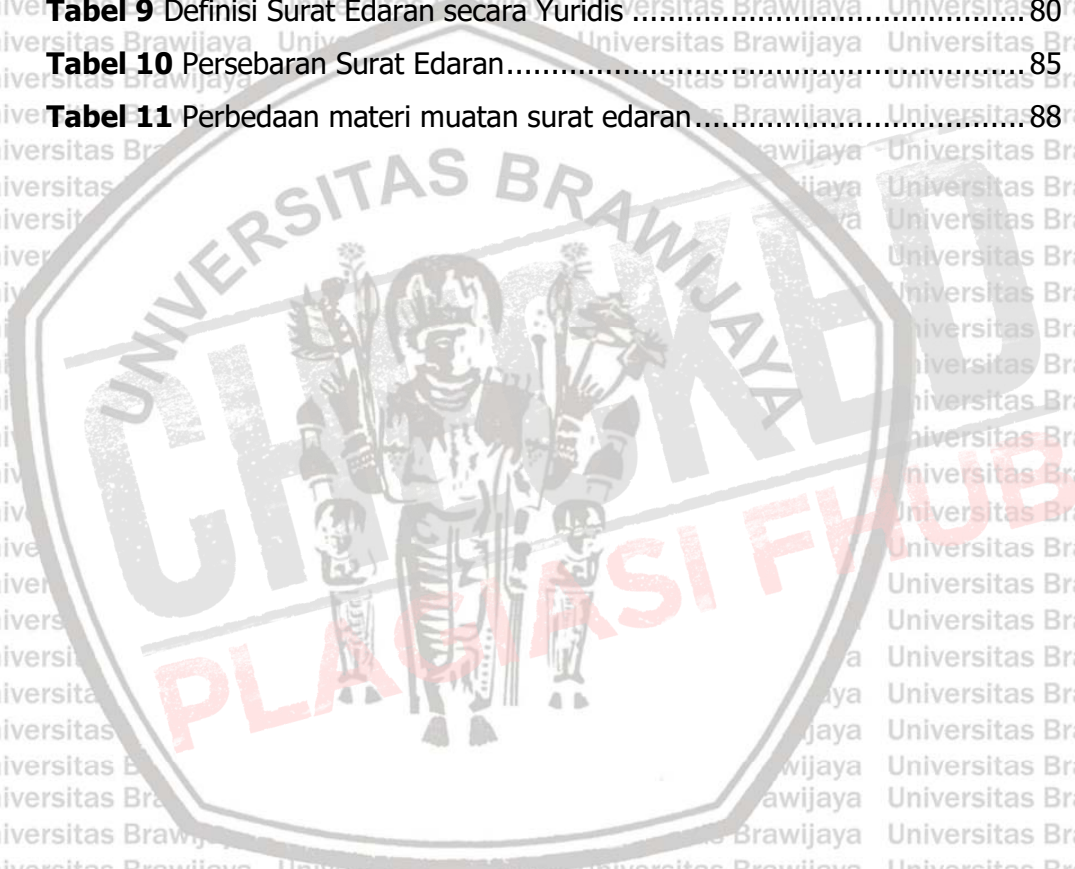 Tabel 9 Definisi Surat Edaran secara Yuridis ............................................ 80
Tabel 10 Persebaran Surat Edaran.......................................................... 85
Tabel 11 Perbedaan materi muatan surat edaran..................................... 88
UNIVERSITAS BRAWIJAYA
CHECKED
PLAGIASI FHUB